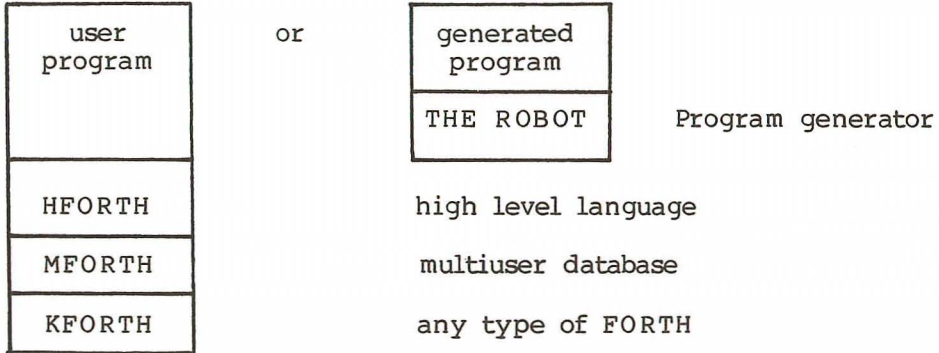 user or generated
program program
THE ROBOT Program generator
HFORTH high level language
MFORTH multiuser database
KFORTH any type of FORTH